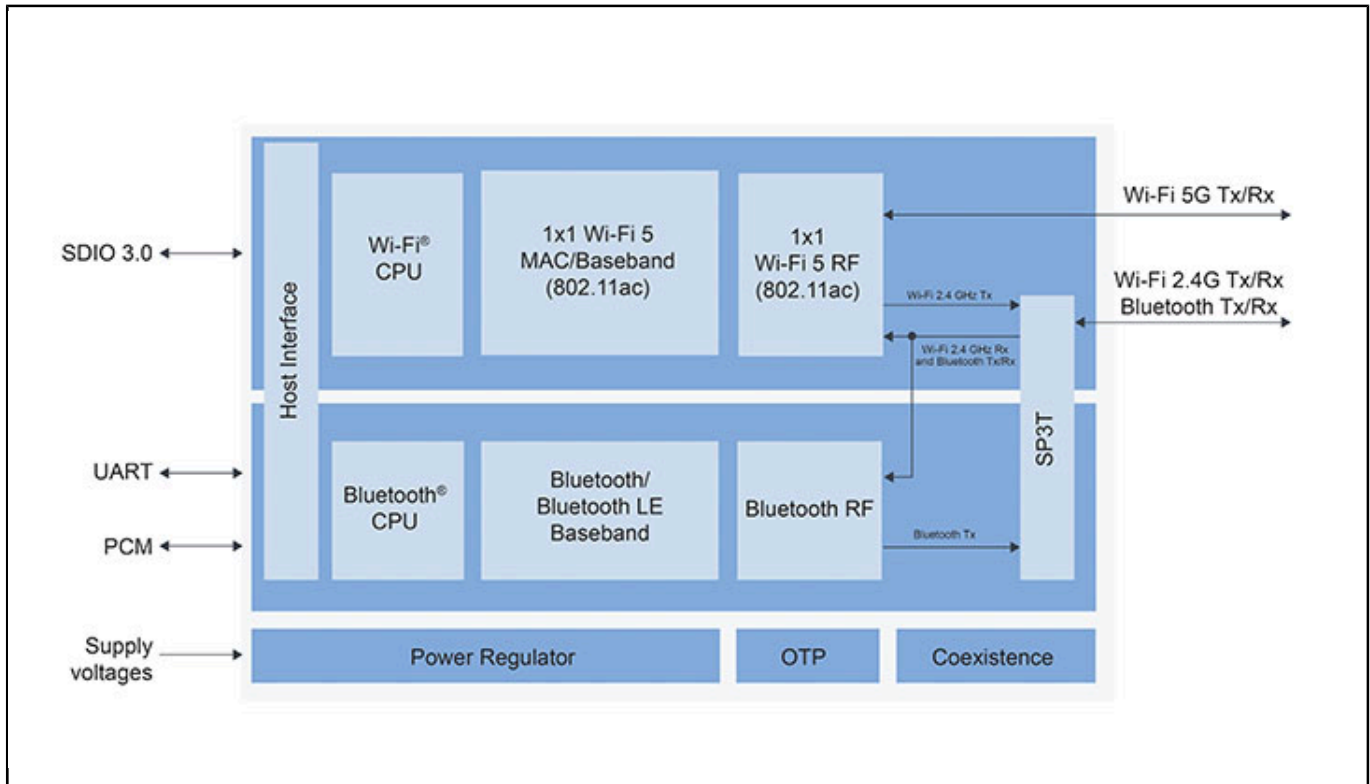 SDIO 3.0
UART
PCM
Supply
voltages
Host Interface
Wi-Fi®
CPU
1x1 Wi-Fi 5
MAC/Baseband
(802.11ac)
1x1
Wi-Fi 5 RF
(802.11ac)
Wi-Fi 2.4 GHz Tx
Wi-Fi 2.4 GHz Rx
and Bluetooth Tx/Rx
Wi-Fi 5G Tx/Rx
Wi-Fi 2.4G Tx/Rx
Bluetooth Tx/Rx
SP3T
Bluetooth®
CPU
Bluetooth/
Bluetooth LE
Baseband
Bluetooth RF
Bluetooth Tx
Power Regulator
OTP
Coexistence